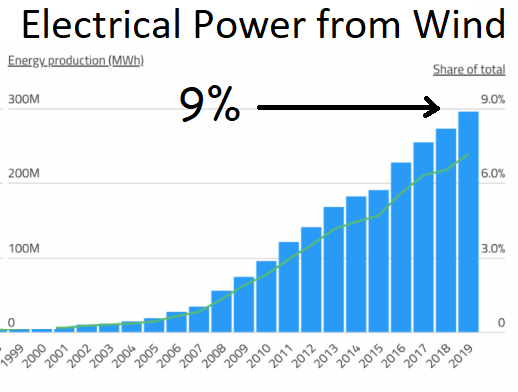 Electrical Power from Wind
Energy production (MWh)
Share of total
300M
9%
9.0%
200M
6.0%
100M
3.0%
0
0
1999 2000 2001 2002 2003 2004 2005 2006 2007 2008 2009 2010 2011 2012 2013 2014 2015 2016 2017 2018 2019